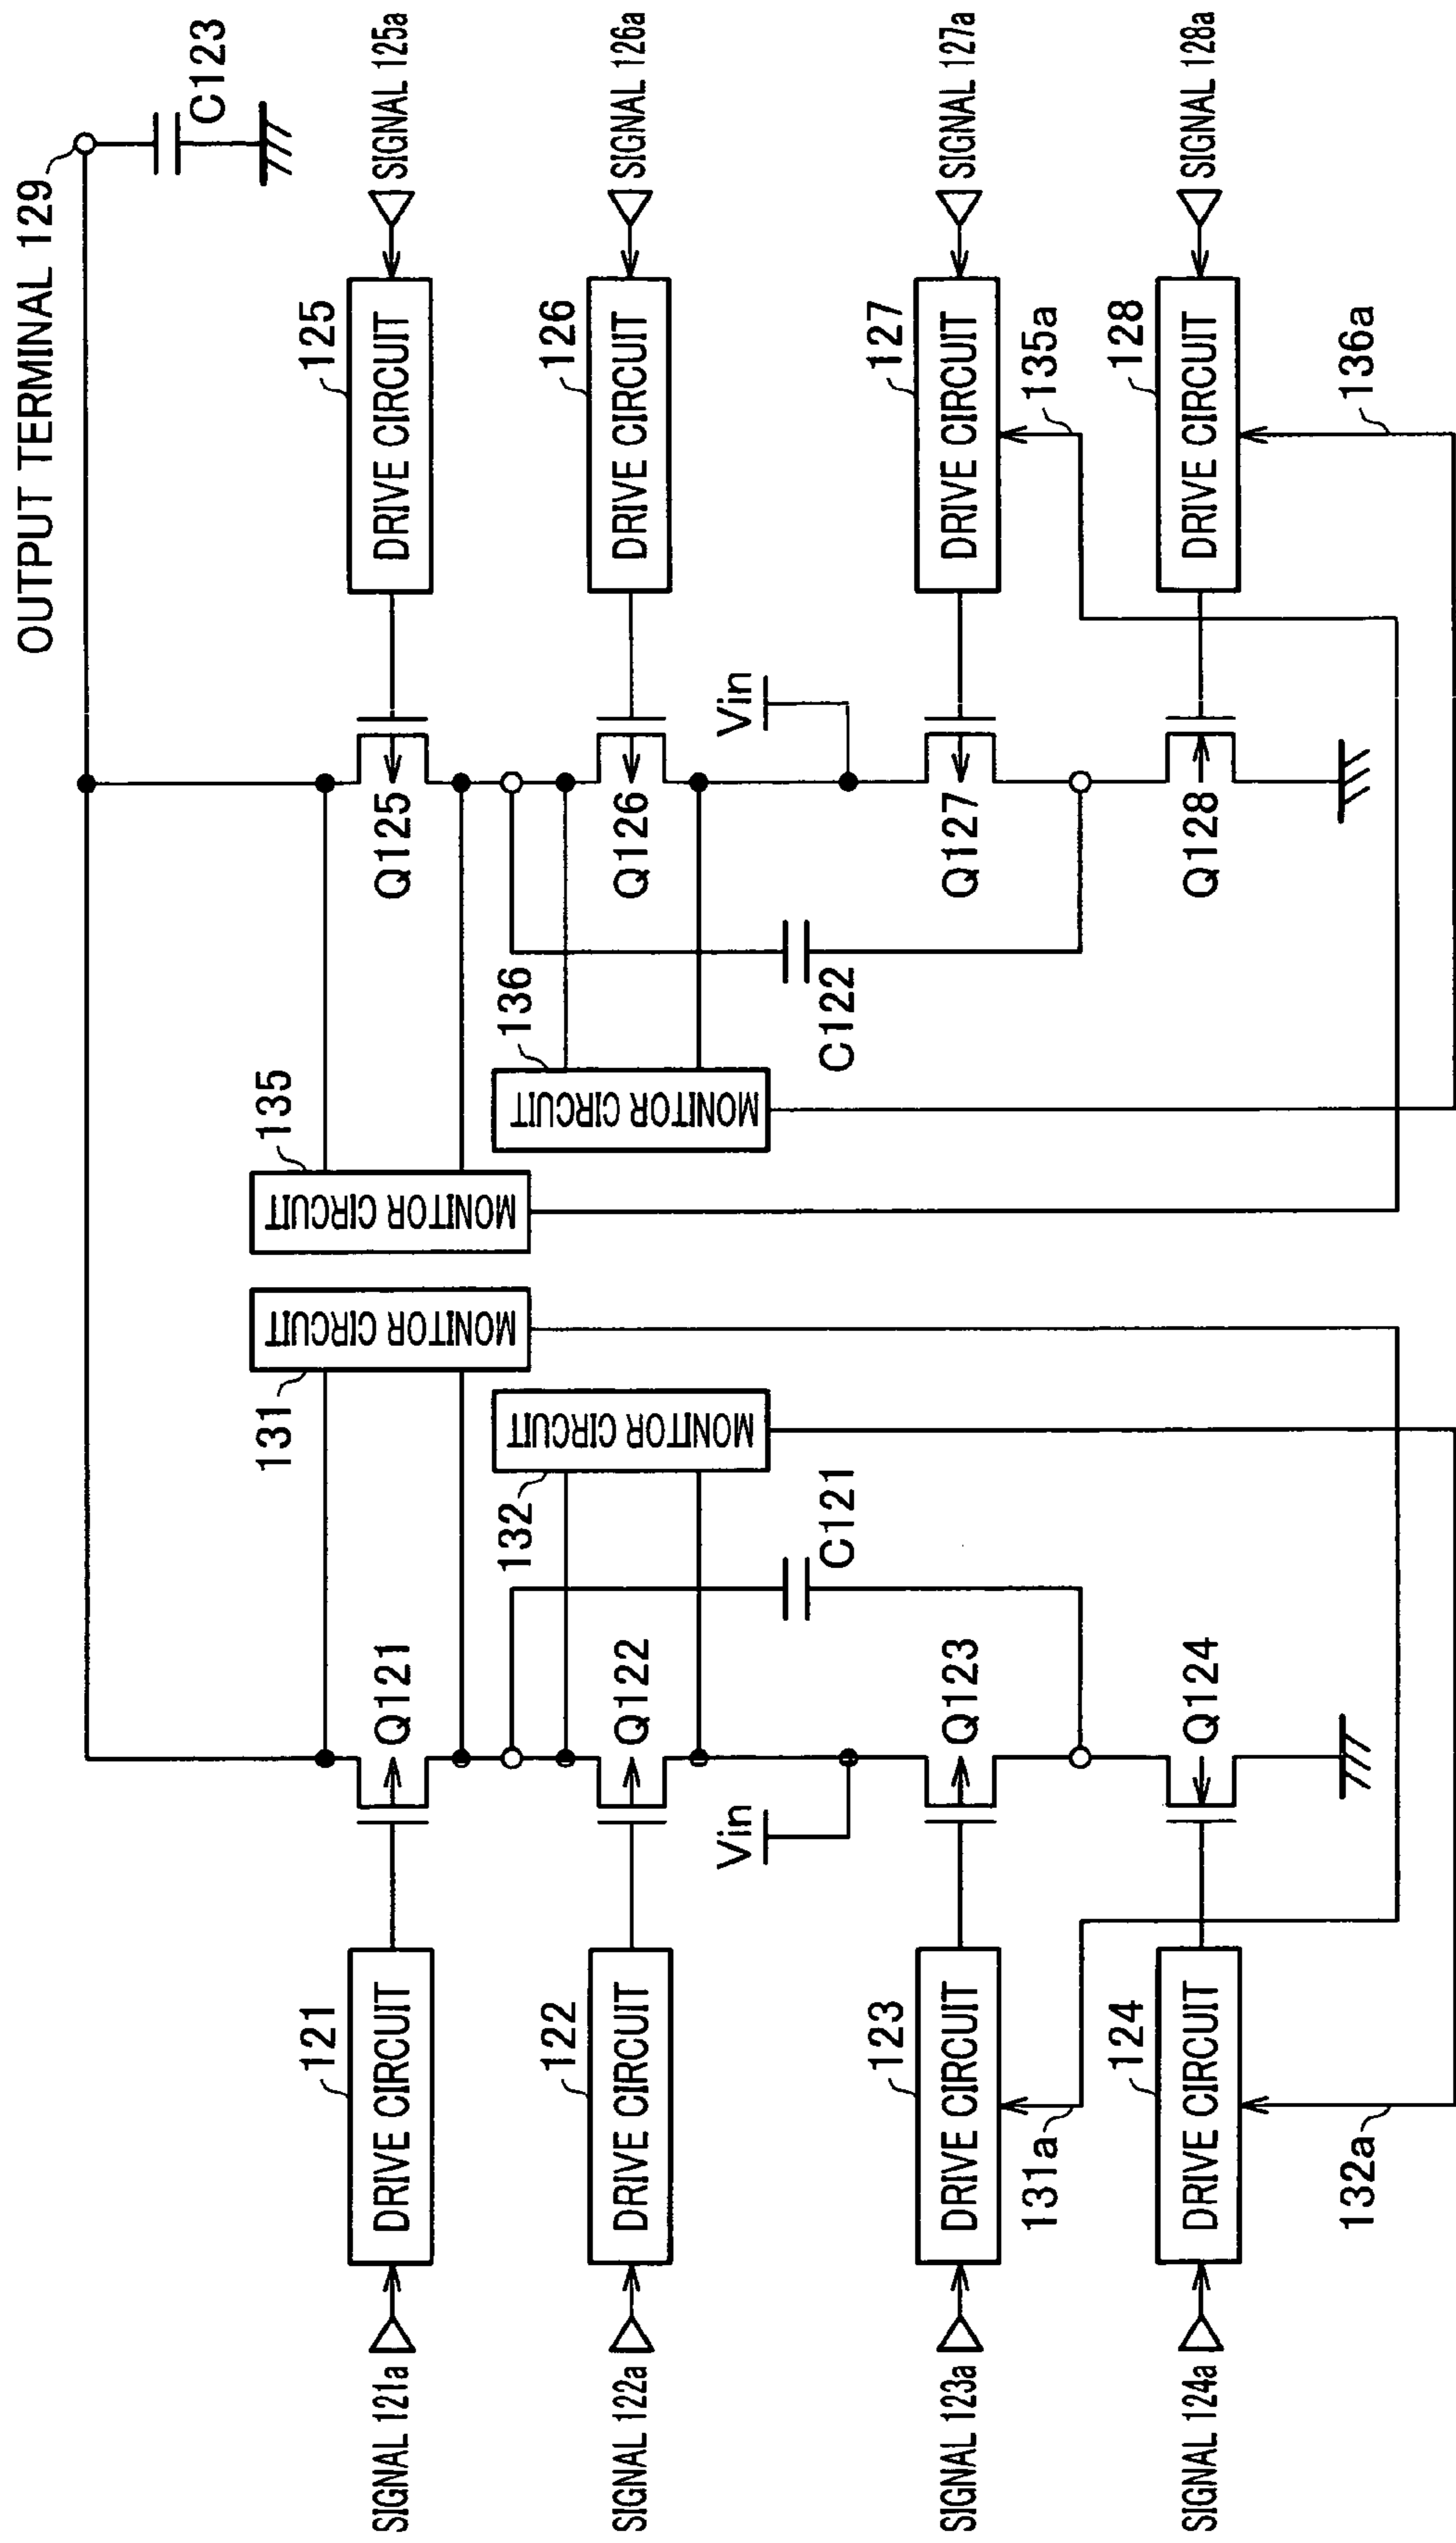 OUTPUT TERMINAL 129
C123
131
MONITOR CIRCUIT
MONITOR CIRCUIT
135
SIGNAL 121a
DRIVE CIRCUIT
121
Q121
Q125
DRIVE CIRCUIT
125
SIGNAL 125a
132
MONITOR CIRCUIT
MONITOR CIRCUIT
136
SIGNAL 122a
DRIVE CIRCUIT
122
Q122
Q126
DRIVE CIRCUIT
126
SIGNAL 126a
Vin
C121
C122
Vin
SIGNAL 123a
DRIVE CIRCUIT
123
Q123
Q127
DRIVE CIRCUIT
127
SIGNAL 127a
131a
135a
SIGNAL 124a
DRIVE CIRCUIT
124
Q124
Q128
DRIVE CIRCUIT
128
SIGNAL 128a
132a
136a